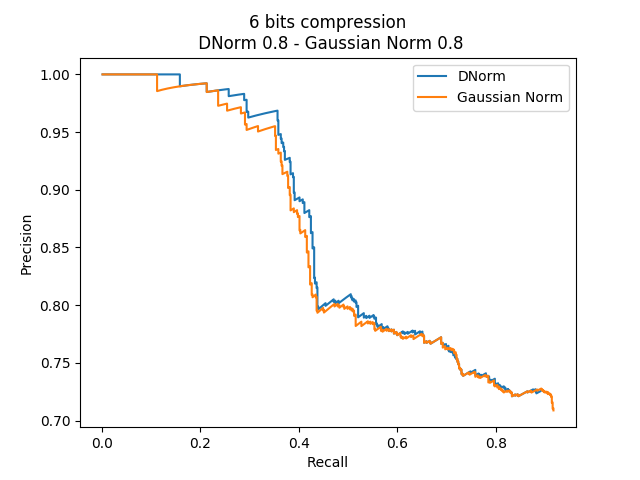 6 bits compression
DNorm 0.8 - Gaussian Norm 0.8
DNorm
Gaussian Norm
1.00
0.95
0.90
0.85
0.80
0.75
0.70
Precision
0.0
0.2
0.4
0.6
0.8
Recall